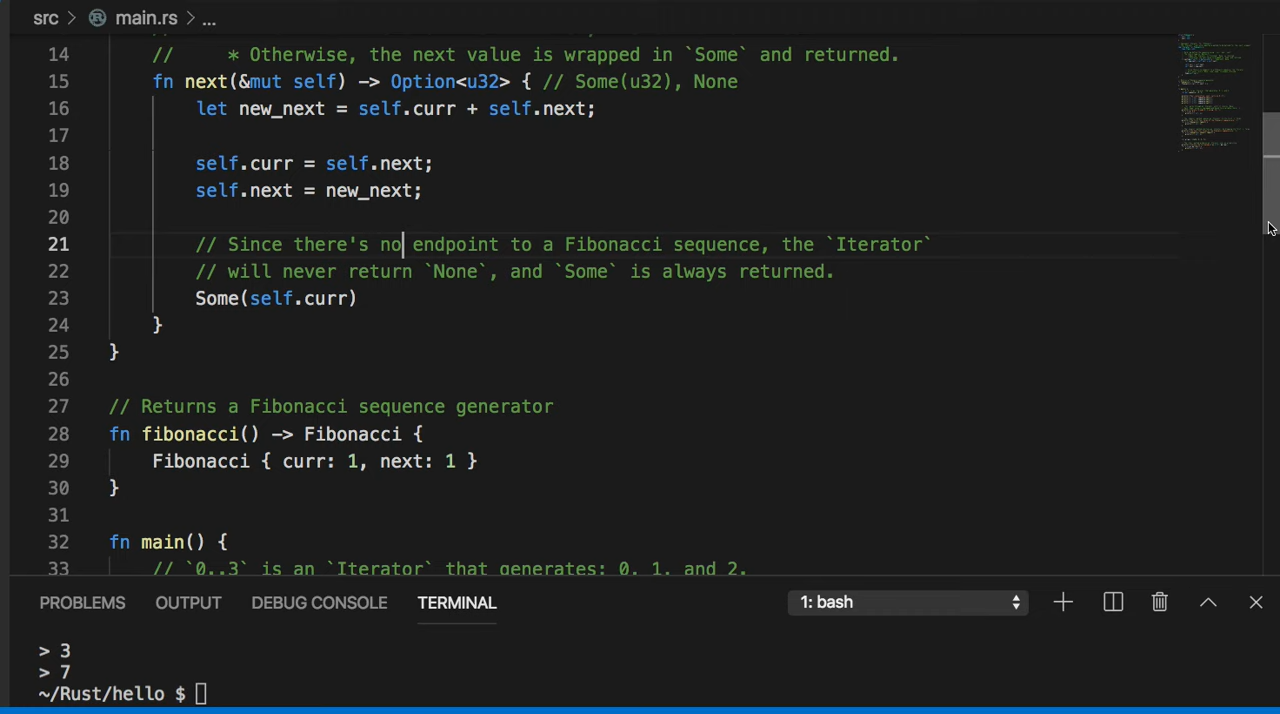 src > main.rs > ...
14 // * Otherwise, the next value is wrapped in `Some` and returned.
15 fn next(&mut self) -> Option<u32> { // Some(u32), None
16 let new_next = self.curr + self.next;
17
18 self.curr = self.next;
19 self.next = new_next;
20
21 // Since there's no endpoint to a Fibonacci sequence, the `Iterator`
22 // will never return `None`, and `Some` is always returned.
23 Some(self.curr)
24 }
25 }
26
27 // Returns a Fibonacci sequence generator
28 fn fibonacci() -> Fibonacci {
29 Fibonacci { curr: 1, next: 1 }
30 }
31
32 fn main() {
33 // `0..3` is an `Iterator` that generates: 0, 1, and 2.
PROBLEMS OUTPUT DEBUG CONSOLE TERMINAL 1: bash
> 3
> 7
~/Rust/hello $